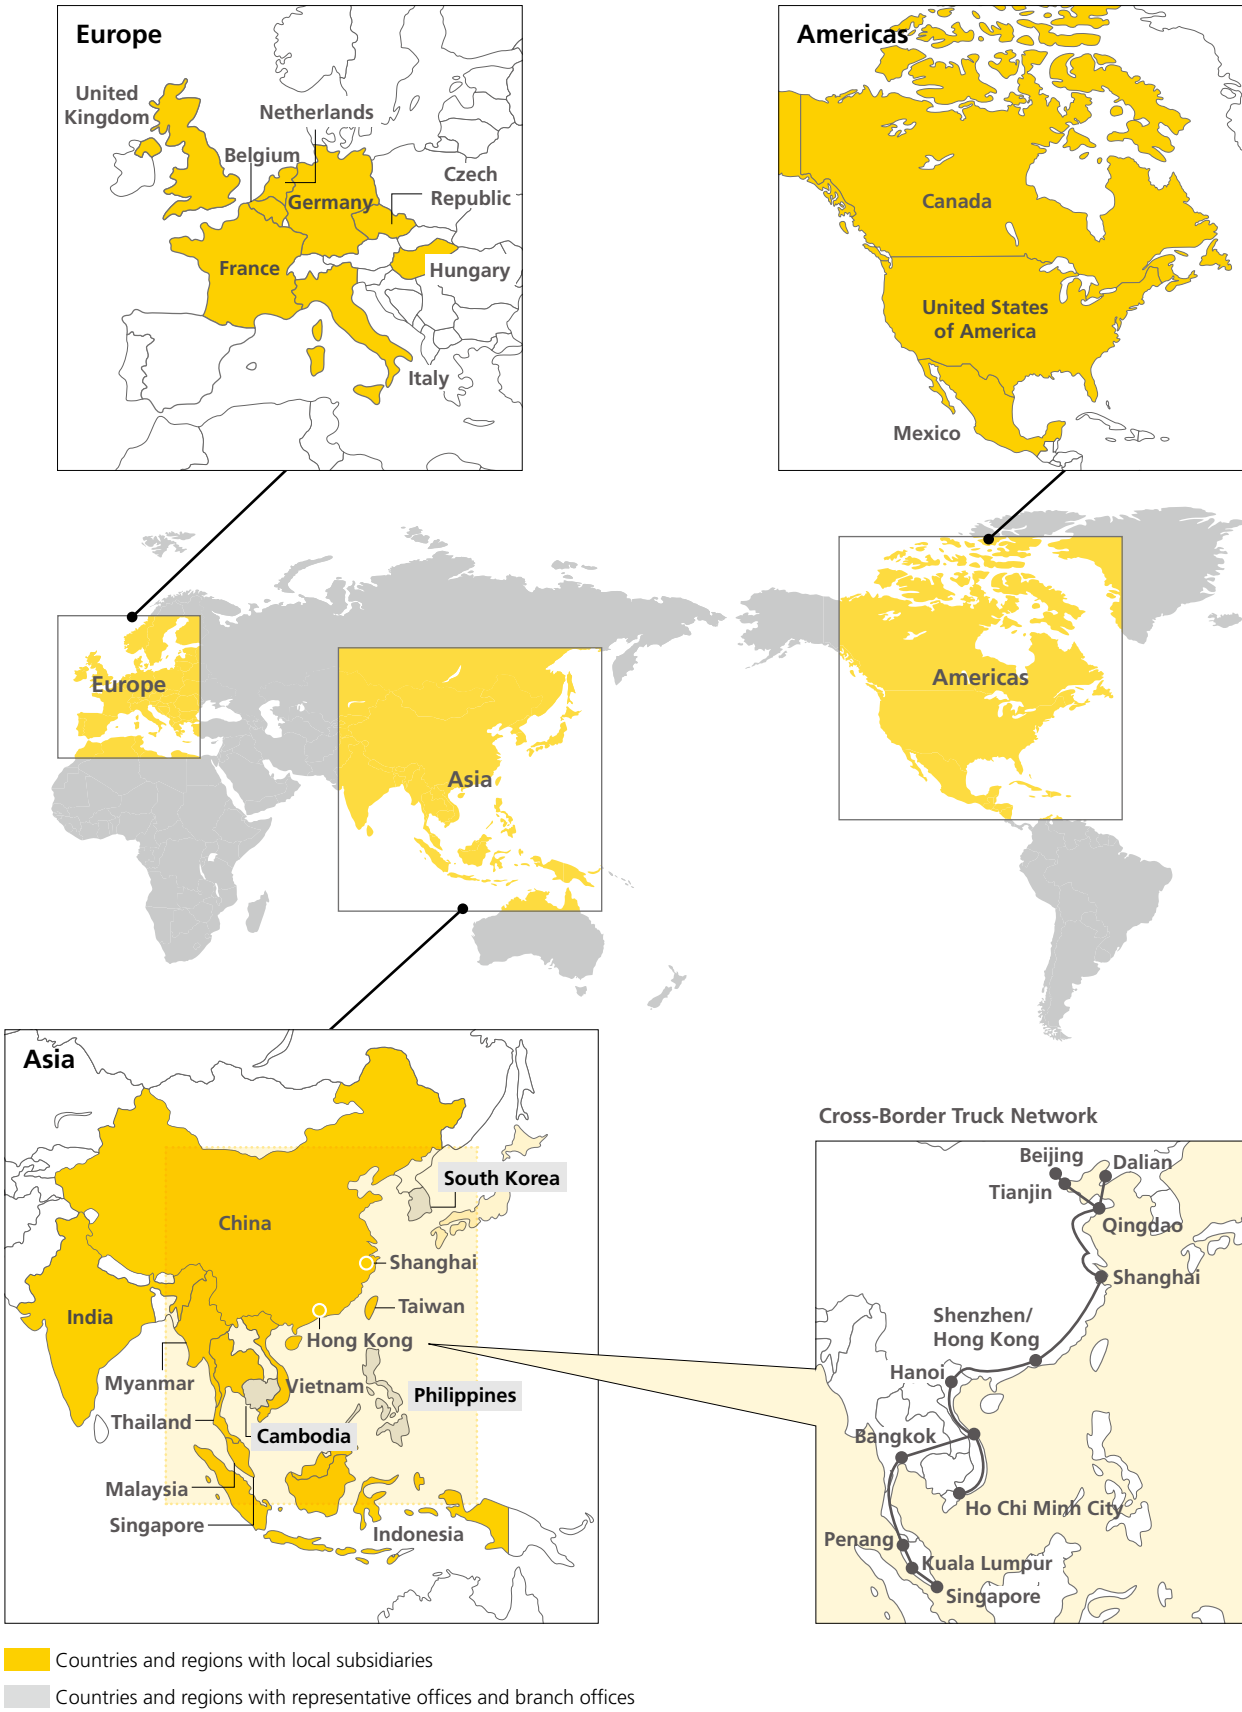 Europe
United
Kingdom
Netherlands
Belgium
Czech
Republic
Germany
France
Hungary
Italy
Americas
Canada
United States
of America
Mexico
Europe
Asia
Americas
Asia
South Korea
China
Shanghai
Taiwan
India
Hong Kong
Myanmar
Vietnam
Philippines
Thailand
Cambodia
Malaysia
Singapore
Indonesia
Cross-Border Truck Network
Beijing
Dalian
Tianjin
Qingdao
Shanghai
Shenzhen/
Hong Kong
Hanoi
Bangkok
Ho Chi Minh City
Penang
Kuala Lumpur
Singapore
Countries and regions with local subsidiaries
Countries and regions with representative offices and branch offices